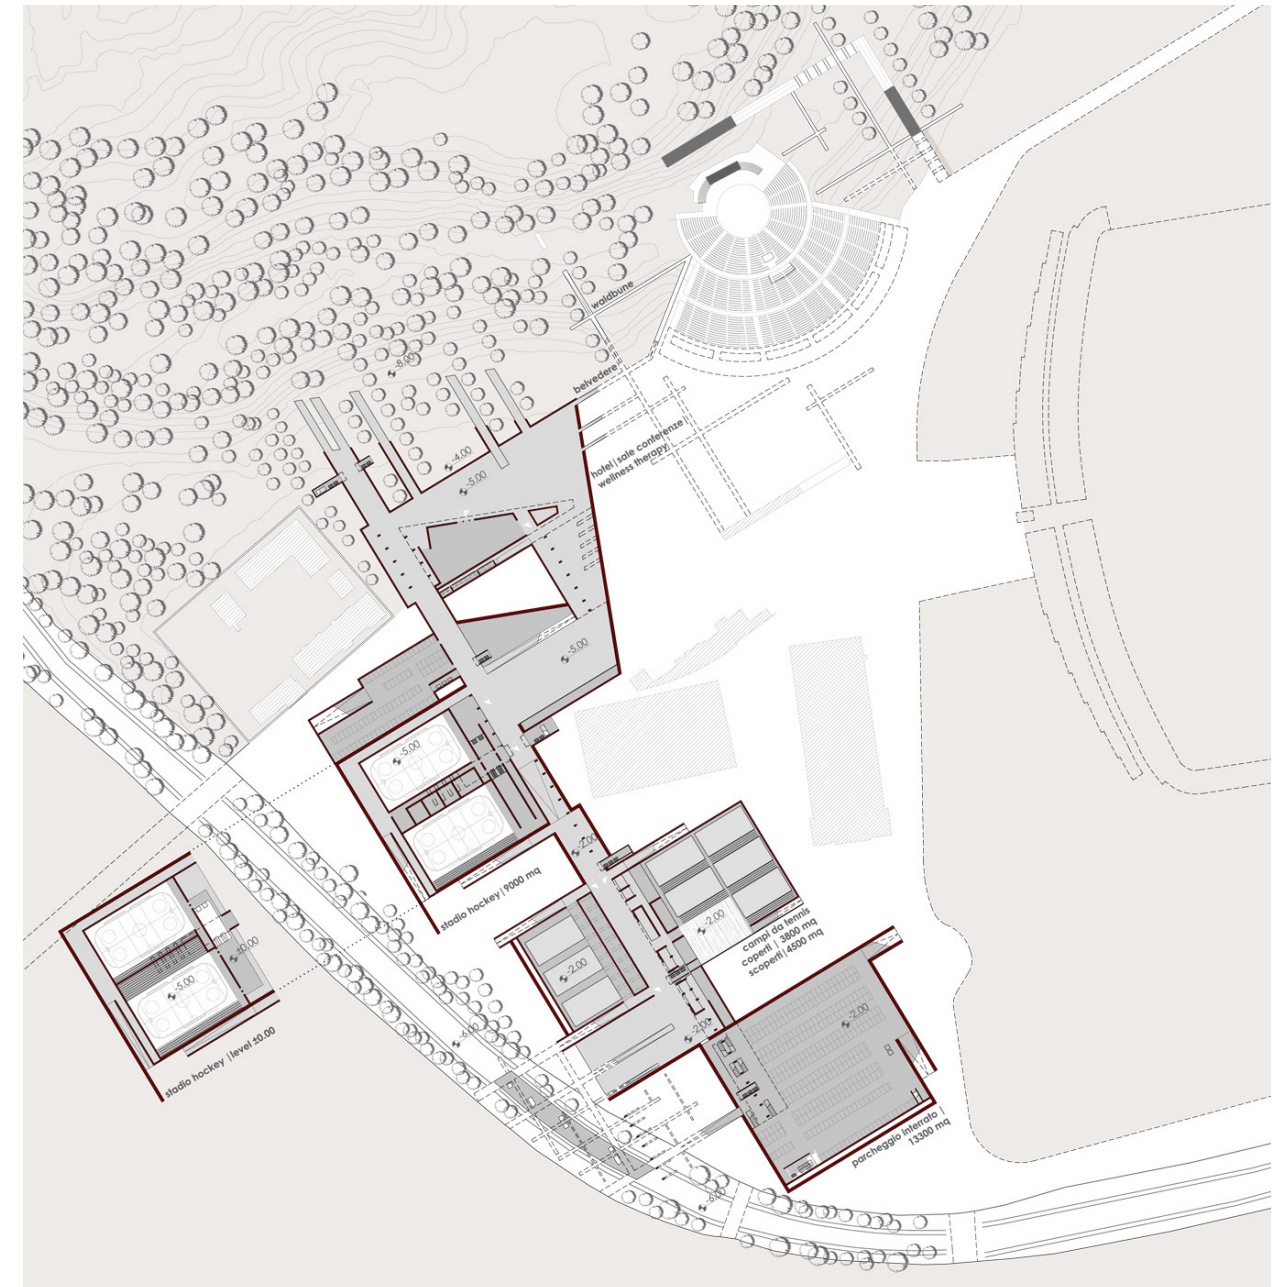 waldbune
-8.00
belvedere
-4.00
hotel|sale conferenze
wellness therapy
-5.00
-5.00
-5.00
-2.00
stadio hockey|9000 mq
-2.00
campi da tennis
coperti | 3800 mq
scoperti|4500 mq
±0.00
-2.00
-5.00
-2.00
-2.00
-6.00
stadio hockey |level ±0.00
parcheggio interrato |
13300 mq
-6.00